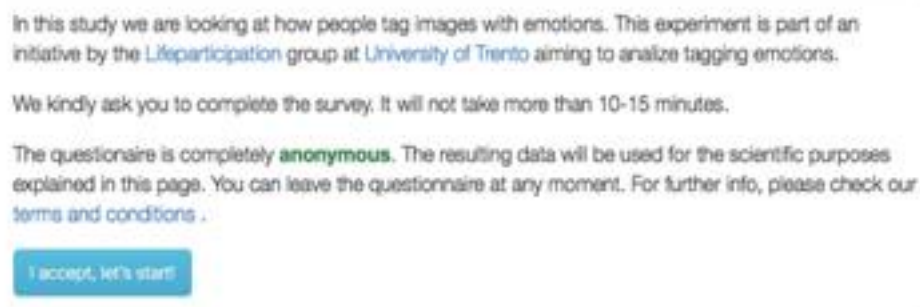 In this study we are looking at how people tag images with emotions. This experiment is part of an
initiative by the Lifeparticipation group at University of Trento aiming to analize tagging emotions.
We kindly ask you to complete the survey. It will not take more than 10-15 minutes.
The questionaire is completely anonymous. The resulting data will be used for the scientific purposes
explained in this page. You can leave the questionnaire at any moment. For further info, please check our
terms and conditions .
I accept, let's start!